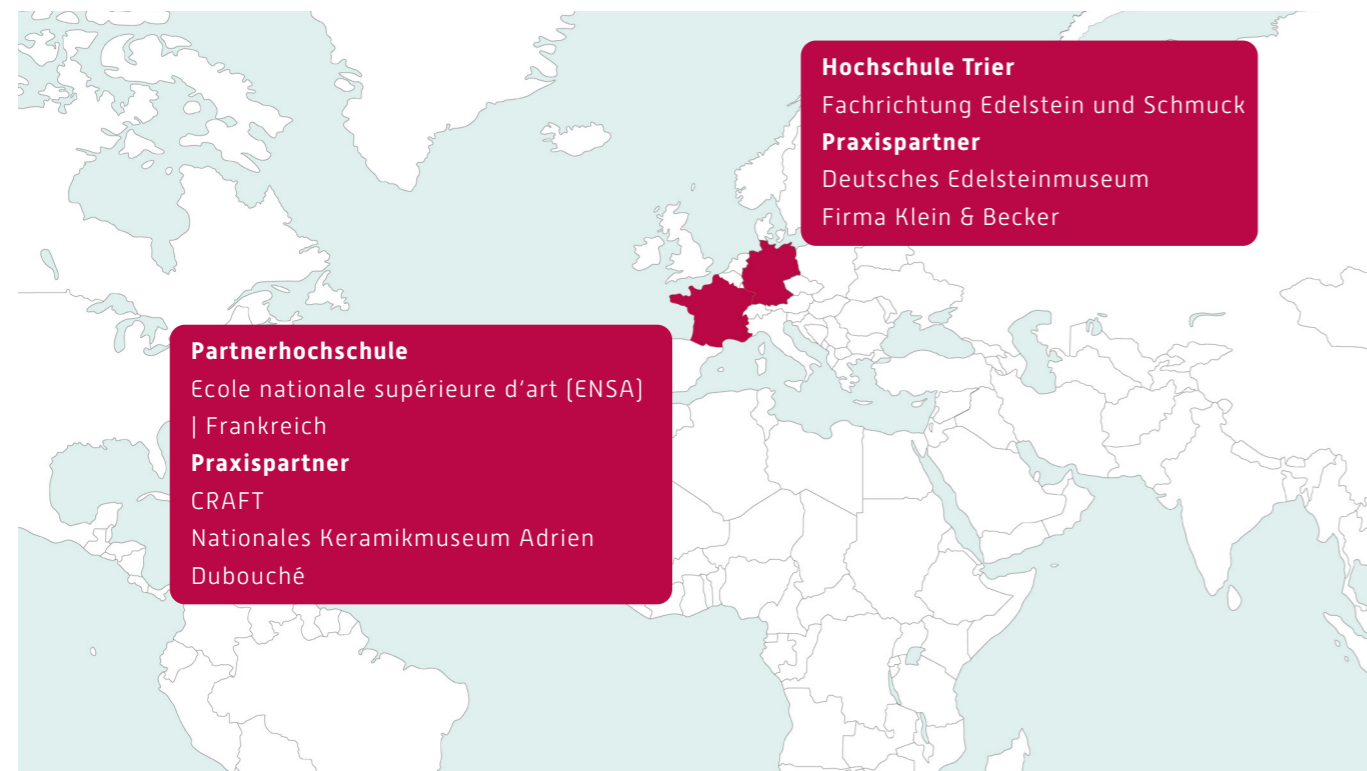 Hochschule Trier
Fachrichtung Edelstein und Schmuck
Praxispartner
Deutsches Edelsteinmuseum
Firma Klein & Becker
Partnerhochschule
Ecole nationale supérieure d‘art (ENSA)
| Frankreich
Praxispartner
CRAFT
Nationales Keramikmuseum Adrien
Dubouché